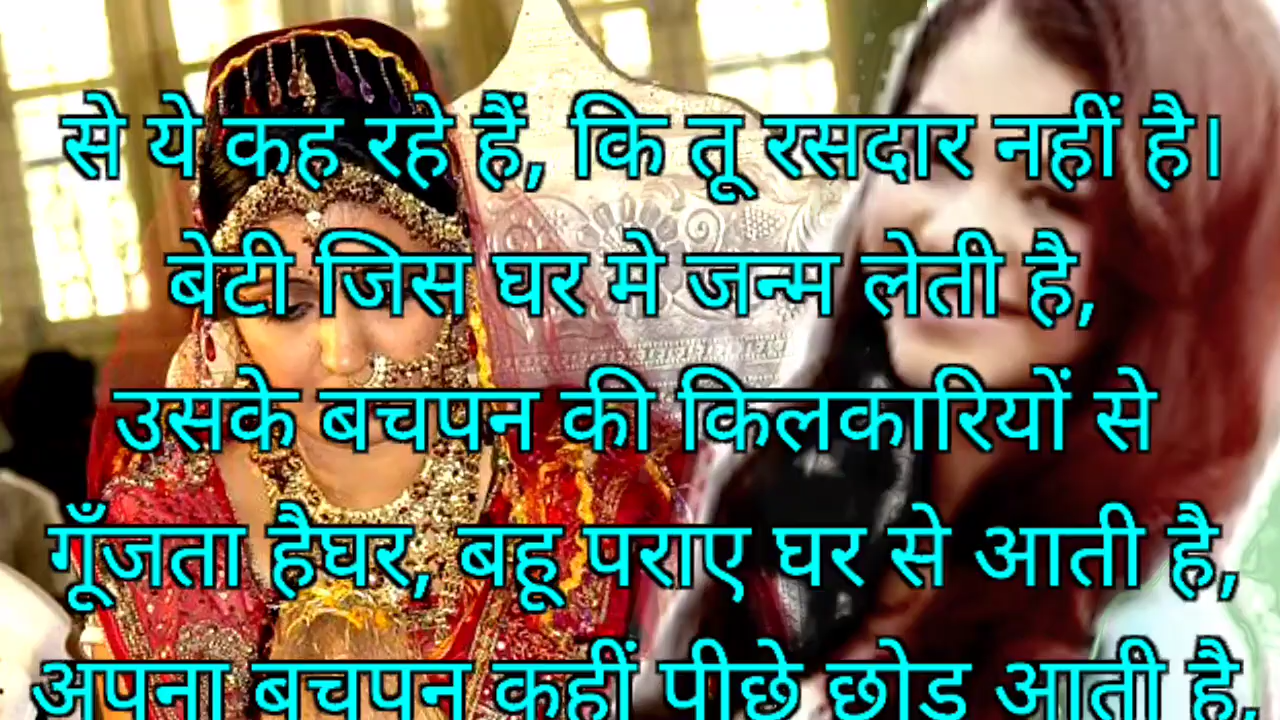 से ये कह रहे हैं, कि तू रसदार नहीं है।
बेटी जिस घर मे जन्म लेती है,
उसके बचपन की किलकारियों से
गूँजता हैघर, बहू पराए घर से आती है,
अपना बचपन कहीं पीछे छोड़ आती है,